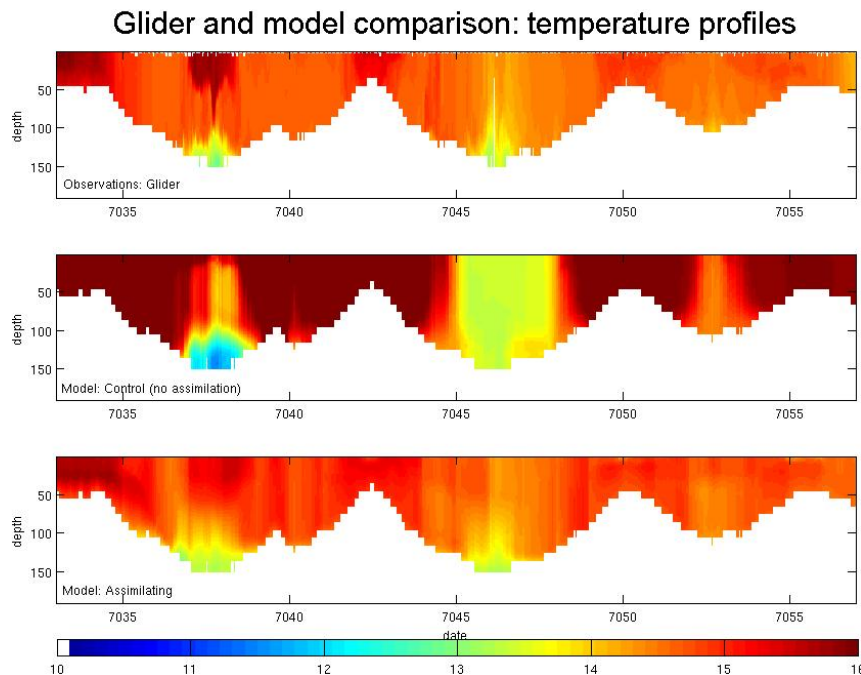 Glider and model comparison: temperature profiles
depth
50
100
150
Observations: Glider
7035 7040 7045 7050 7055
depth
50
100
150
Model: Control (no assimilation)
7035 7040 7045 7050 7055
depth
50
100
150
Model: Assimilating
7035 7040 7045 7050 7055
date
10 11 12 13 14 15 16